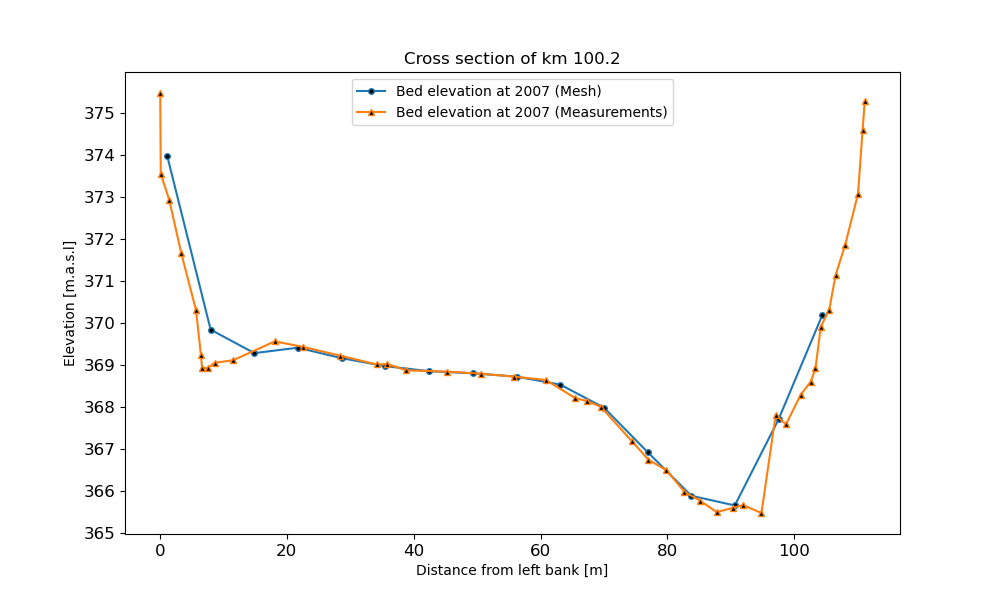 Cross section of km 100.2
Bed elevation at 2007 (Mesh)
Bed elevation at 2007 (Measurements)
Elevation [m.a.s.l]
375
374
373
372
371
370
369
368
367
366
365
0 20 40 60 80 100
Distance from left bank [m]